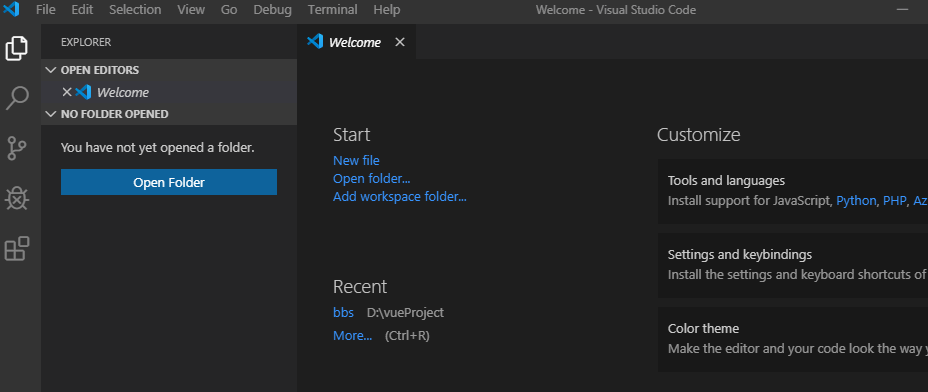 File Edit Selection View Go Debug Terminal Help Welcome - Visual Studio Code
EXPLORER
OPEN EDITORS
Welcome
NO FOLDER OPENED
You have not yet opened a folder.
Open Folder
Welcome
Start
New file
Open folder...
Add workspace folder...
Recent
bbs D:\vueProject
More... (Ctrl+R)
Customize
Tools and languages
Install support for JavaScript, Python, PHP, Az
Settings and keybindings
Install the settings and keyboard shortcuts of
Color theme
Make the editor and your code look the way